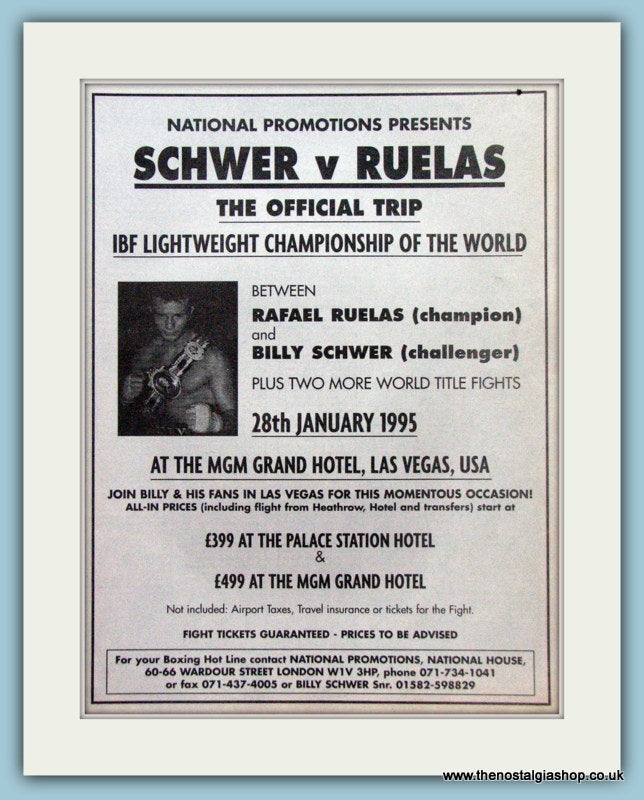 NATIONAL PROMOTIONS PRESENTS
SCHWER v RUELAS
THE OFFICIAL TRIP
IBF LIGHTWEIGHT CHAMPIONSHIP OF THE WORLD
BETWEEN
RAFAEL RUELAS (champion)
and
BILLY SCHWER (challenger)
PLUS TWO MORE WORLD TITLE FIGHTS
28th JANUARY 1995
AT THE MGM GRAND HOTEL, LAS VEGAS, USA
JOIN BILLY & HIS FANS IN LAS VEGAS FOR THIS MOMENTOUS OCCASION!
ALL-IN PRICES (including flight from Heathrow, Hotel and transfers) start at
£399 AT THE PALACE STATION HOTEL
&
£499 AT THE MGM GRAND HOTEL
Not included: Airport Taxes, Travel insurance or tickets for the Fight.
FIGHT TICKETS GUARANTEED - PRICES TO BE ADVISED
For your Boxing Hot Line contact NATIONAL PROMOTIONS, NATIONAL HOUSE,
60-66 WARDOUR STREET LONDON W1V 3HP, phone 071-734-1041
or fax 071-437-4005 or BILLY SCHWER Snr. 01582-598829
www.thenostalgiashop.co.uk